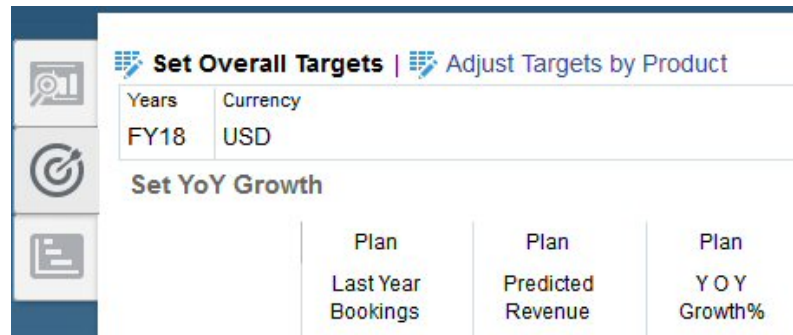 Set Overall Targets | Adjust Targets by Product
Years Currency
FY18 USD
Set YoY Growth
Plan Plan Plan
Last Year Predicted Y O Y
Bookings Revenue Growth%